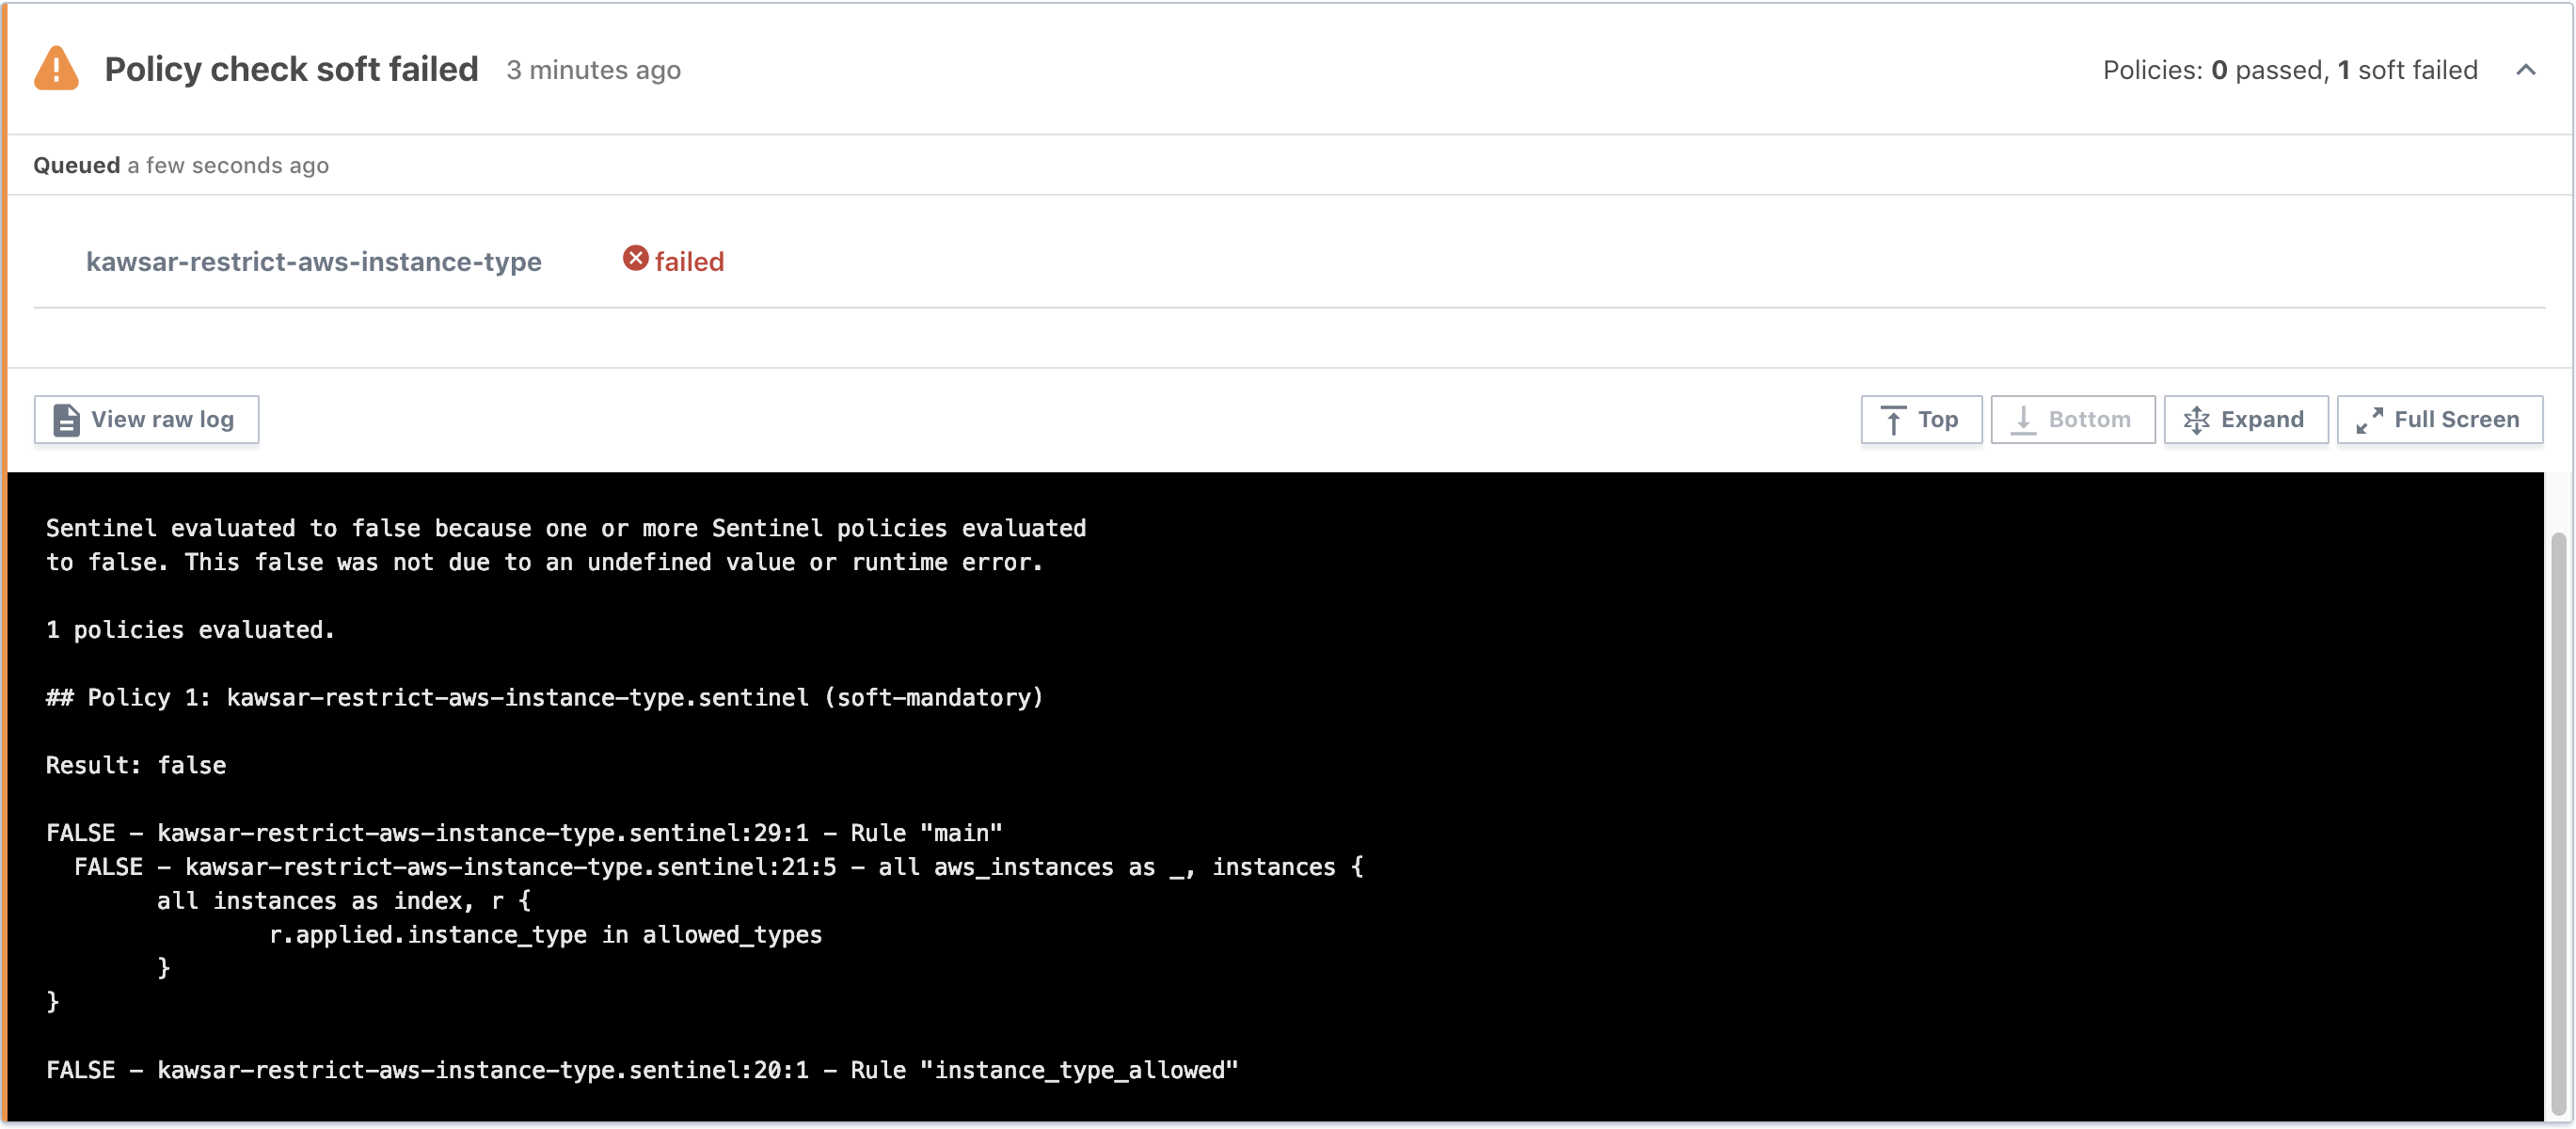 Policy check soft failed 3 minutes ago
Policies: 0 passed, 1 soft failed
Queued a few seconds ago
kawsar-restrict-aws-instance-type failed
View raw log
Top
Bottom
Expand
Full Screen
Sentinel evaluated to false because one or more Sentinel policies evaluated
to false. This false was not due to an undefined value or runtime error.
1 policies evaluated.
## Policy 1: kawsar-restrict-aws-instance-type.sentinel (soft-mandatory)
Result: false
FALSE - kawsar-restrict-aws-instance-type.sentinel:29:1 - Rule "main"
FALSE - kawsar-restrict-aws-instance-type.sentinel:21:5 - all aws_instances as _, instances {
all instances as index, r {
r.applied.instance_type in allowed_types
}
}
FALSE - kawsar-restrict-aws-instance-type.sentinel:20:1 - Rule "instance_type_allowed"